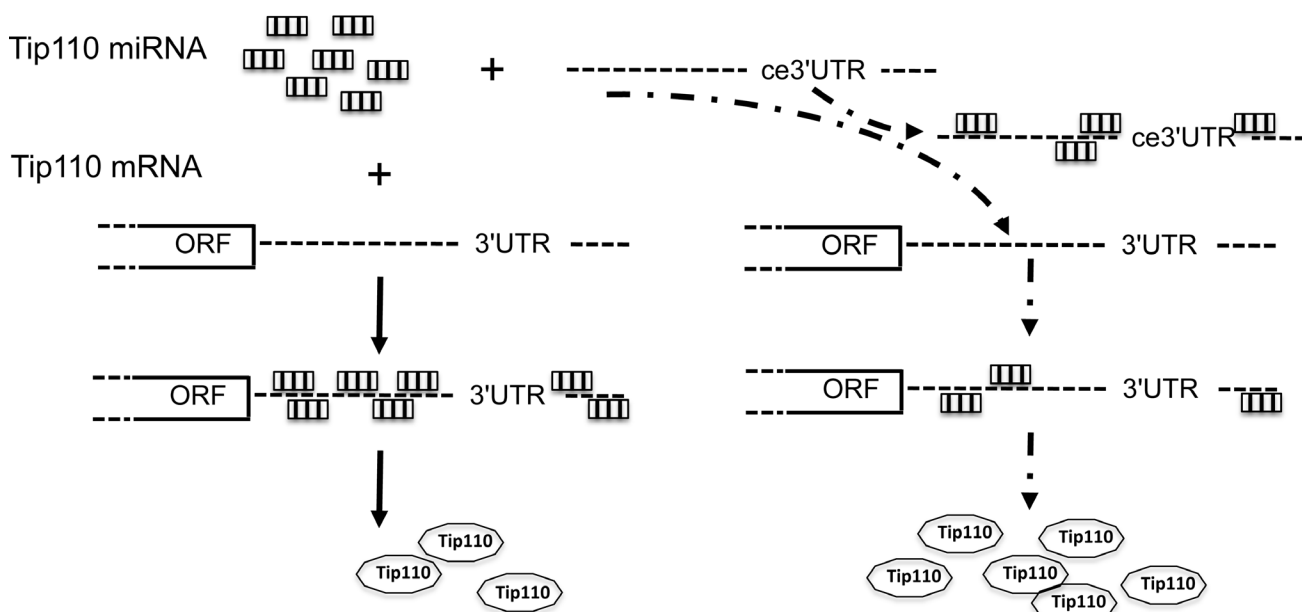 Tip110 miRNA
+
ce3'UTR
ce3'UTR
Tip110 mRNA
+
ORF
3'UTR
ORF
3'UTR
ORF
3'UTR
ORF
3'UTR
Tip110
Tip110
Tip110
Tip110
Tip110
Tip110
Tip110
Tip110
Tip110